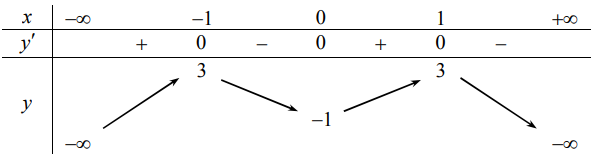 x −∞ −1 0 1 +∞
y′ + 0 − 0 + 0 −
3 3
y −1
−∞ −∞